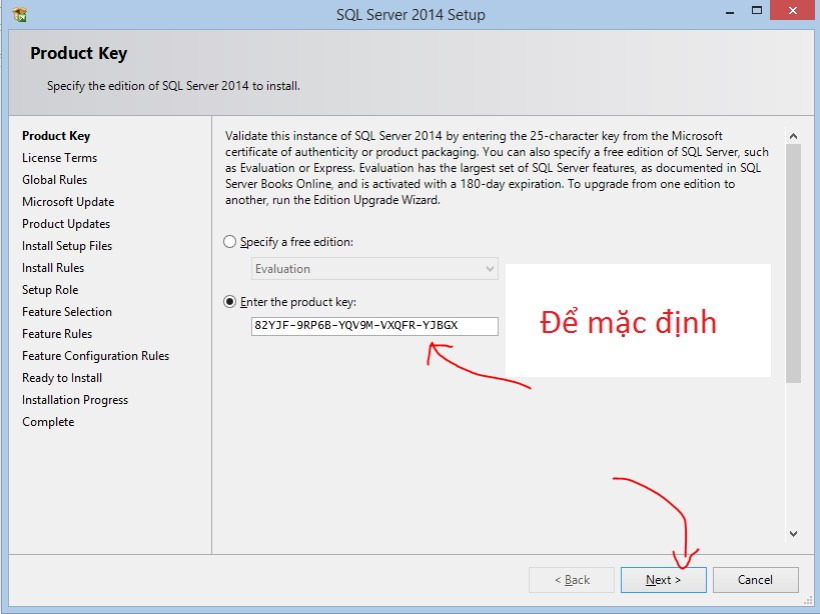 SQL Server 2014 Setup
Product Key
Specify the edition of SQL Server 2014 to install.
Product Key
License Terms
Global Rules
Microsoft Update
Product Updates
Install Setup Files
Install Rules
Setup Role
Feature Selection
Feature Rules
Feature Configuration Rules
Ready to Install
Installation Progress
Complete
Validate this instance of SQL Server 2014 by entering the 25-character key from the Microsoft
certificate of authenticity or product packaging. You can also specify a free edition of SQL Server, such
as Evaluation or Express. Evaluation has the largest set of SQL Server features, as documented in SQL
Server Books Online, and is activated with a 180-day expiration. To upgrade from one edition to
another, run the Edition Upgrade Wizard.
Specify a free edition:
Evaluation
Enter the product key:
82YJF-9RP6B-YQV9M-VXQFR-YJBGX
Để mặc định
< Back
Next >
Cancel